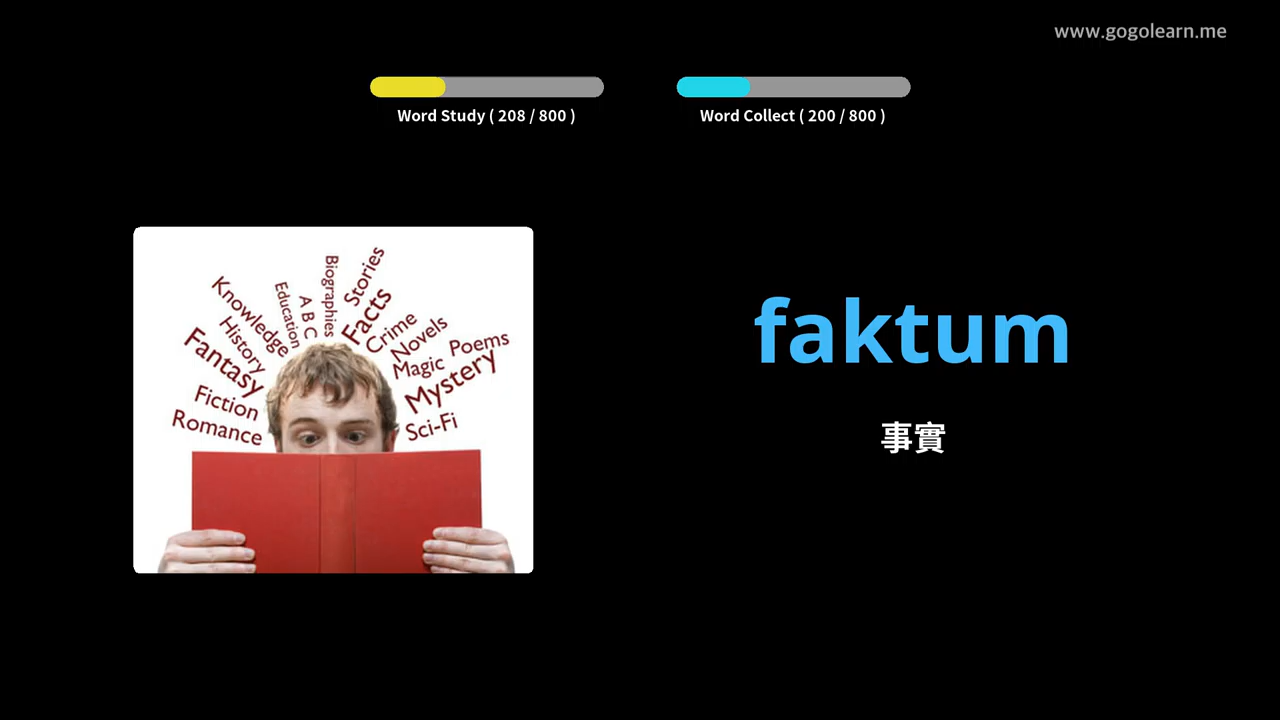 www.gogolearn.me
Word Study ( 208 / 800 )
Word Collect ( 200 / 800 )
Romance
Fiction
Fantasy
History
Knowledge
Education
A B C
Biographies
Stories
Facts
Crime
Novels
Magic
Poems
Mystery
Sci-Fi
faktum
事實